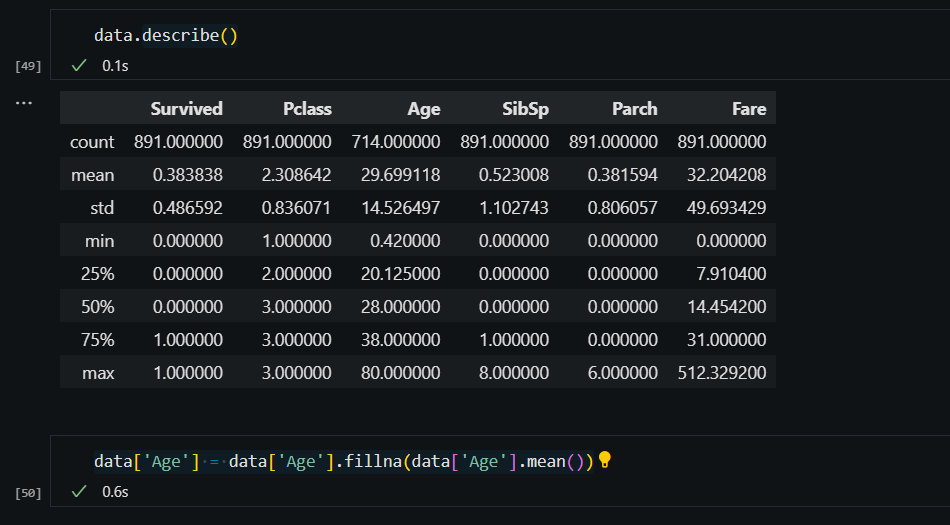 data.describe()
[49] ✓ 0.1s
... Survived Pclass Age SibSp Parch Fare
count 891.000000 891.000000 714.000000 891.000000 891.000000 891.000000
mean 0.383838 2.308642 29.699118 0.523008 0.381594 32.204208
std 0.486592 0.836071 14.526497 1.102743 0.806057 49.693429
min 0.000000 1.000000 0.420000 0.000000 0.000000 0.000000
25% 0.000000 2.000000 20.125000 0.000000 0.000000 7.910400
50% 0.000000 3.000000 28.000000 0.000000 0.000000 14.454200
75% 1.000000 3.000000 38.000000 1.000000 0.000000 31.000000
max 1.000000 3.000000 80.000000 8.000000 6.000000 512.329200
data['Age'] = data['Age'].fillna(data['Age'].mean())
[50] ✓ 0.6s